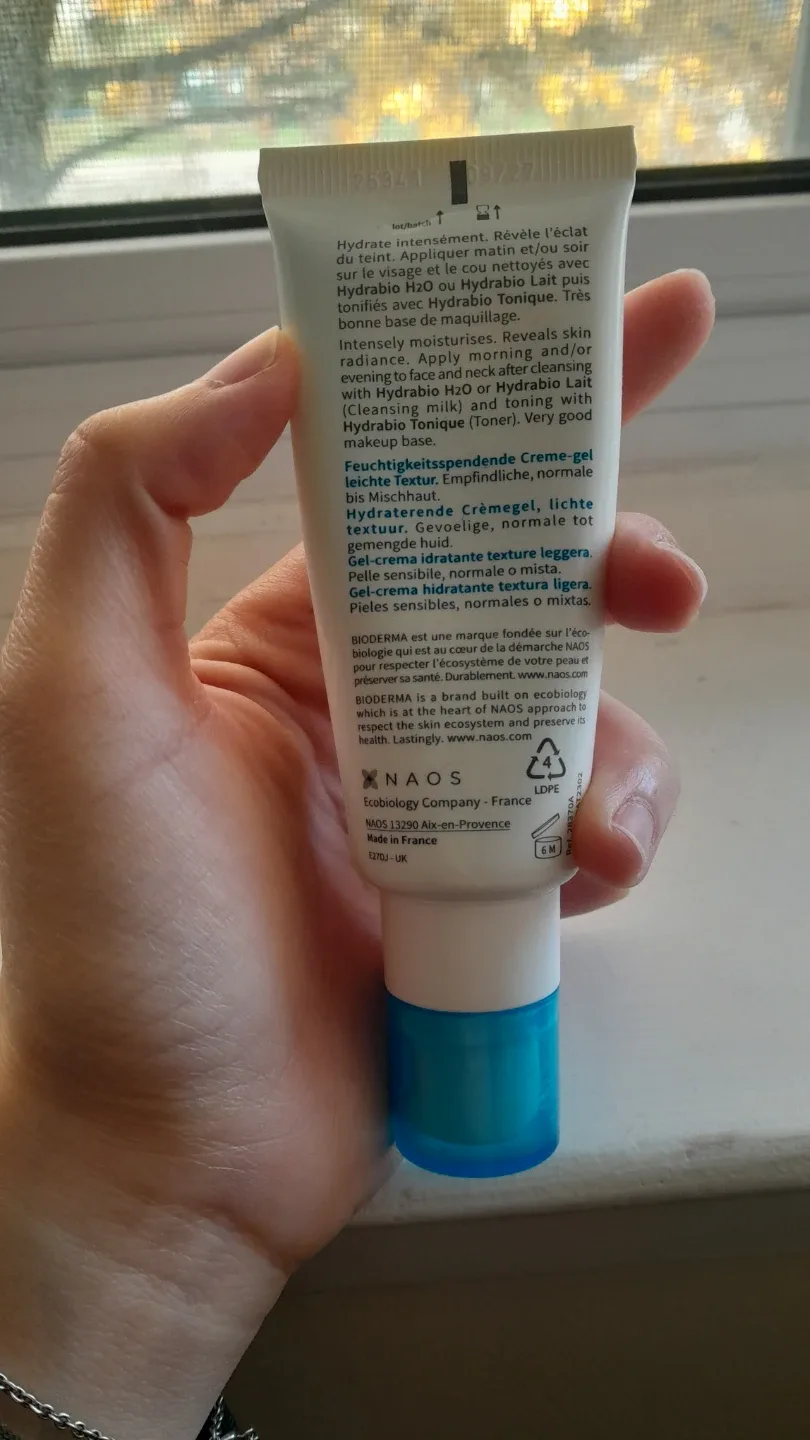 09/27
lot/batch
Hydrate intensément. Révèle l'éclat
du teint. Appliquer matin et/ou soir
sur le visage et le cou nettoyés avec
Hydrabio H2O ou Hydrabio Lait puis
tonifiés avec Hydrabio Tonique. Très
bonne base de maquillage.
Intensely moisturises. Reveals skin
radiance. Apply morning and/or
evening to face and neck after cleansing
with Hydrabio H2O or Hydrabio Lait
(Cleansing milk) and toning with
Hydrabio Tonique (Toner). Very good
makeup base.
Feuchtigkeitsspendende Creme-gel
leichte Textur. Empfindliche, normale
bis Mischhaut.
Hydraterende Crèmegel, lichte
textuur. Gevoelige, normale tot
gemengde huid.
Gel-crema idratante texture leggera.
Pelle sensibile, normale o mista.
Gel-crema hidratante textura ligera.
Pieles sensibles, normales o mixtas.
BIODERMA est une marque fondée sur l'éco-
biologie qui est au cœur de la démarche NAOS
pour respecter l'écosystème de votre peau et
préserver sa santé. Durablement. www.naos.com
BIODERMA is a brand built on ecobiology
which is at the heart of NAOS approach to
respect the skin ecosystem and preserve its
health. Lastingly. www.naos.com
4
LDPE
NAOS
Ecobiology Company - France
NAOS 13290 Aix-en-Provence
Made in France
E270J - UK
6 M
Ref. 28370A